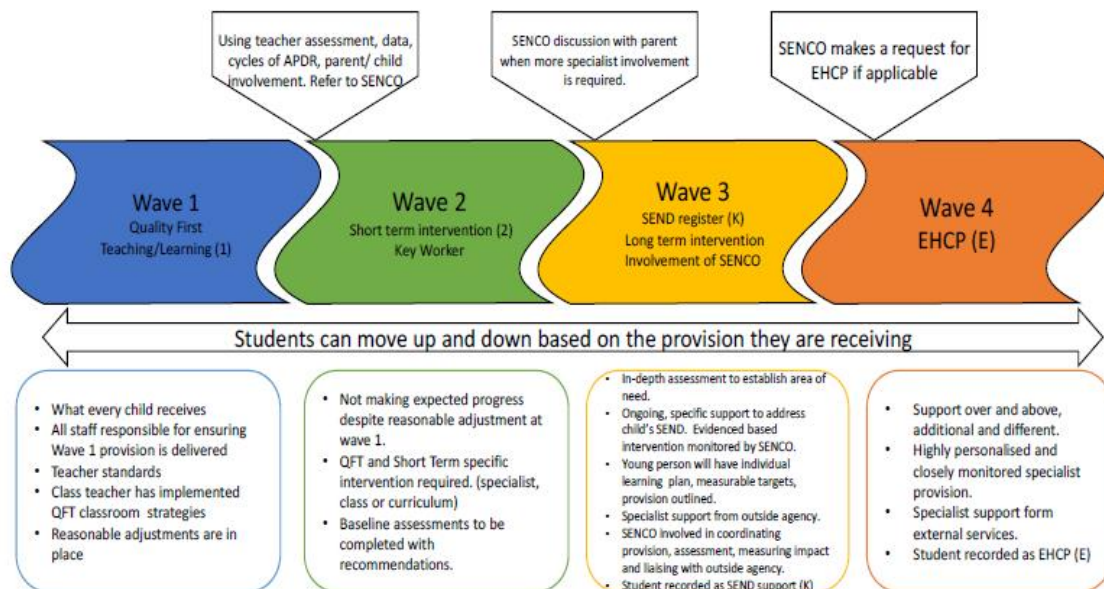 Using teacher assessment, data,
cycles of APDR, parent/ child
involvement. Refer to SENCO
SENCO discussion with parent
when more specialist involvement
is required.
SENCO makes a request for
EHCP if applicable
Wave 1
Quality First
Teaching/Learning (1)
Wave 2
Short term intervention (2)
Key Worker
Wave 3
SEND register (K)
Long term intervention
Involvement of SENCO
Wave 4
EHCP (E)
Students can move up and down based on the provision they are receiving
• What every child receives
• All staff responsible for ensuring
Wave 1 provision is delivered
• Teacher standards
• Class teacher has implemented
QFT classroom strategies
• Reasonable adjustments are in
place
• Not making expected progress
despite reasonable adjustment at
wave 1.
• QFT and Short Term specific
intervention required. (specialist,
class or curriculum)
• Baseline assessments to be
completed with
recommendations.
• In-depth assessment to establish area of
need.
• Ongoing, specific support to address
child's SEND. Evidenced based
intervention monitored by SENCO.
• Young person will have individual
learning plan, measurable targets,
provision outlined.
• Specialist support from outside agency.
• SENCO involved in coordinating
provision, assessment, measuring impact
and liaising with outside agency.
• Student recorded as SEND support (K)
• Support over and above,
additional and different.
• Highly personalised and
closely monitored specialist
provision.
• Specialist support form
external services.
• Student recorded as EHCP (E)